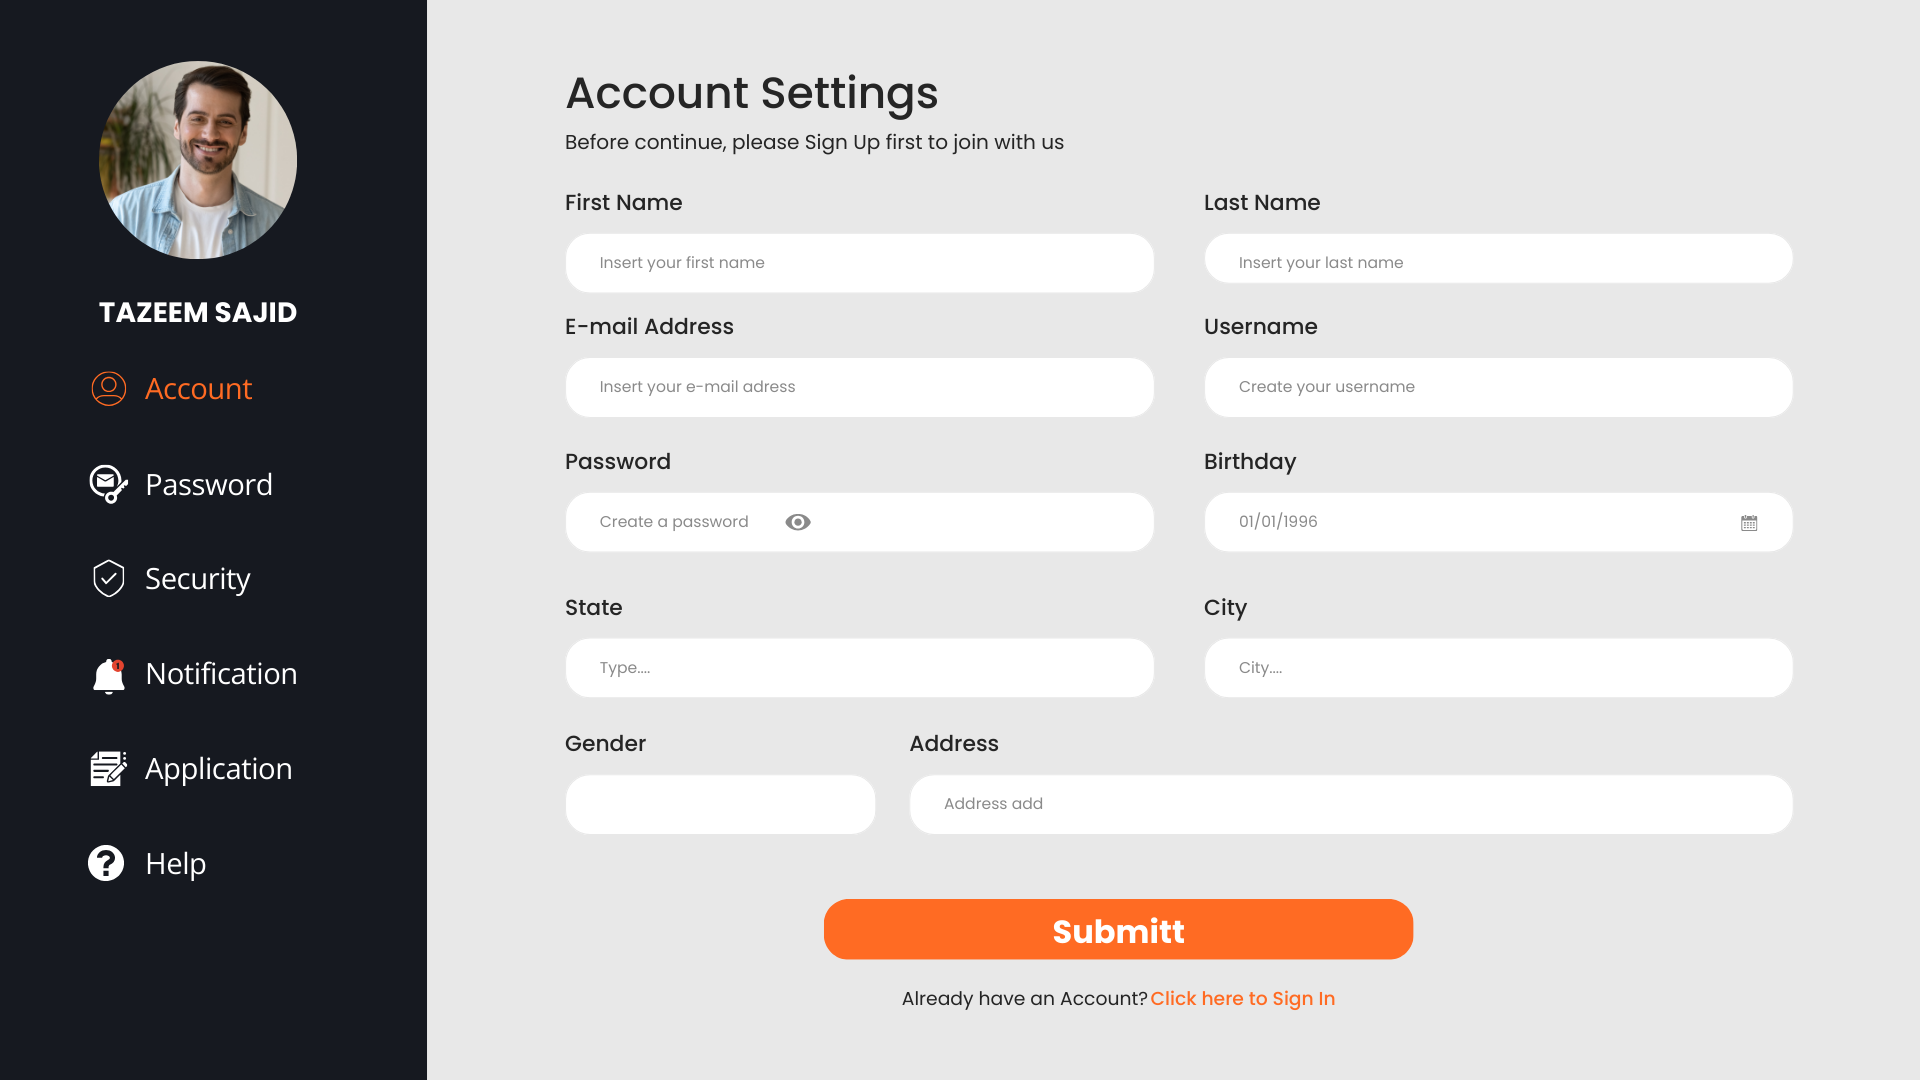 TAZEEM SAJID
Account
Password
Security
1
Notification
Application
Help
Account Settings
Before continue, please Sign Up first to join with us
First Name
Last Name
Insert your first name
Insert your last name
E-mail Address
Username
Insert your e-mail adress
Create your username
Password
Birthday
Create a password
01/01/1996
State
City
Type....
City....
Gender
Address
Address add
Submitt
Already have an Account? Click here to Sign In